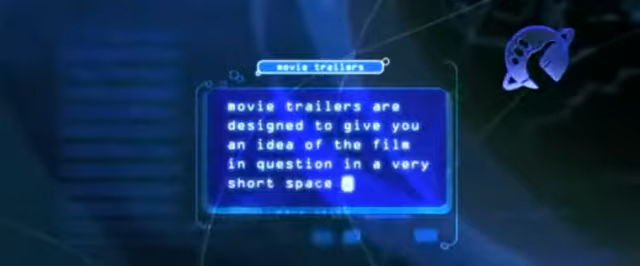 movie trailers
movie trailers are
designed to give you
an idea of the film
in question in a very
short space